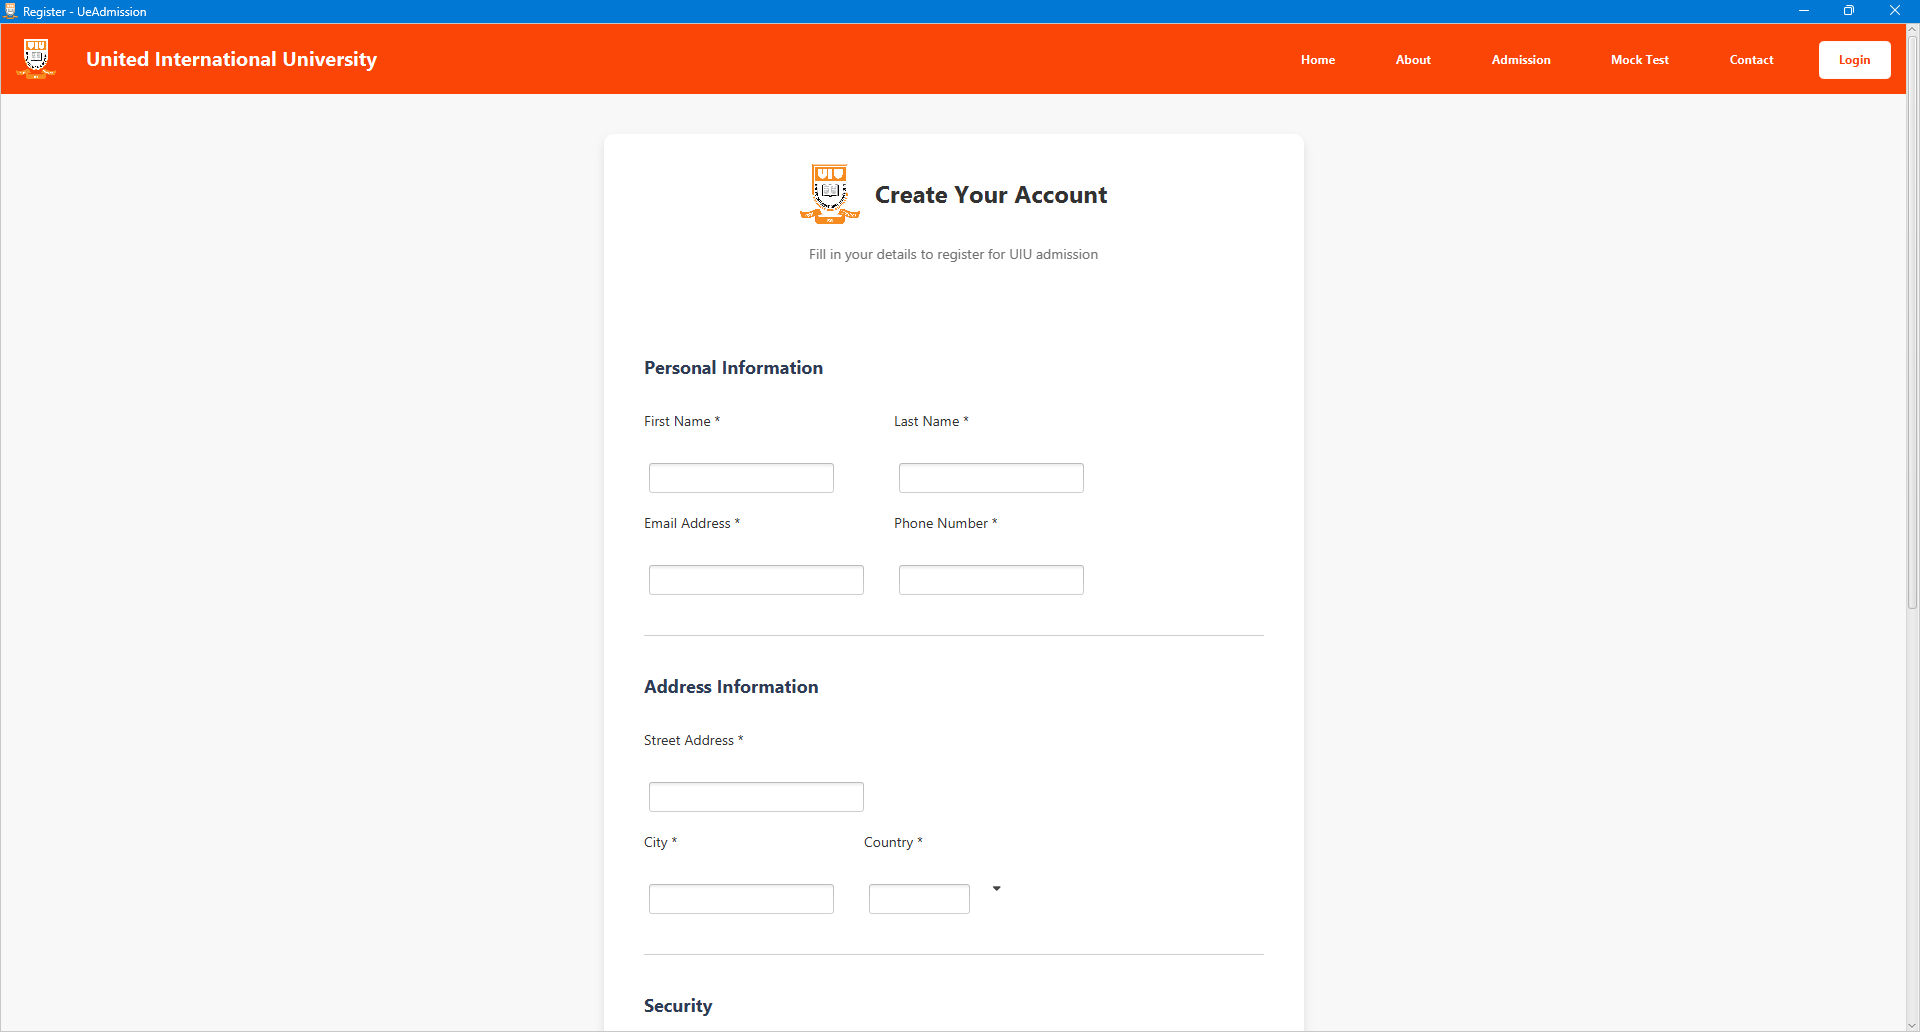 Register - UeAdmission
United International University
Home
About
Admission
Mock Test
Contact
Login
UIU
Create Your Account
Fill in your details to register for UIU admission
Personal Information
First Name *
Last Name *
Email Address *
Phone Number *
Address Information
Street Address *
City *
Country *
Security